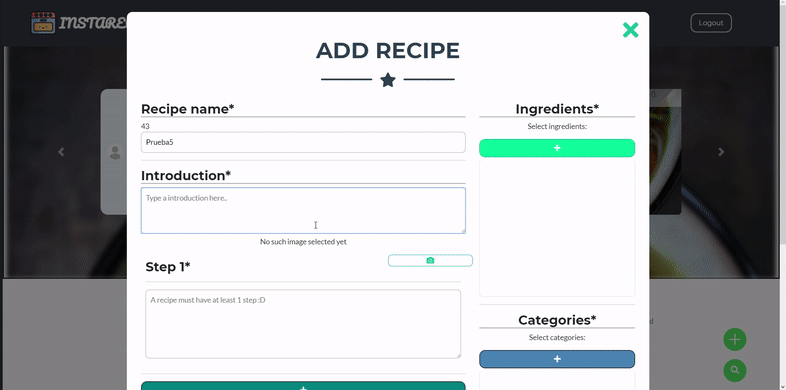 INSTARE
Logout
ADD RECIPE
Recipe name*
43
Prueba5
Introduction*
Type a introduction here..
No such image selected yet
Step 1*
A recipe must have at least 1 step :D
+
Ingredients*
Select ingredients:
+
Categories*
Select categories:
+